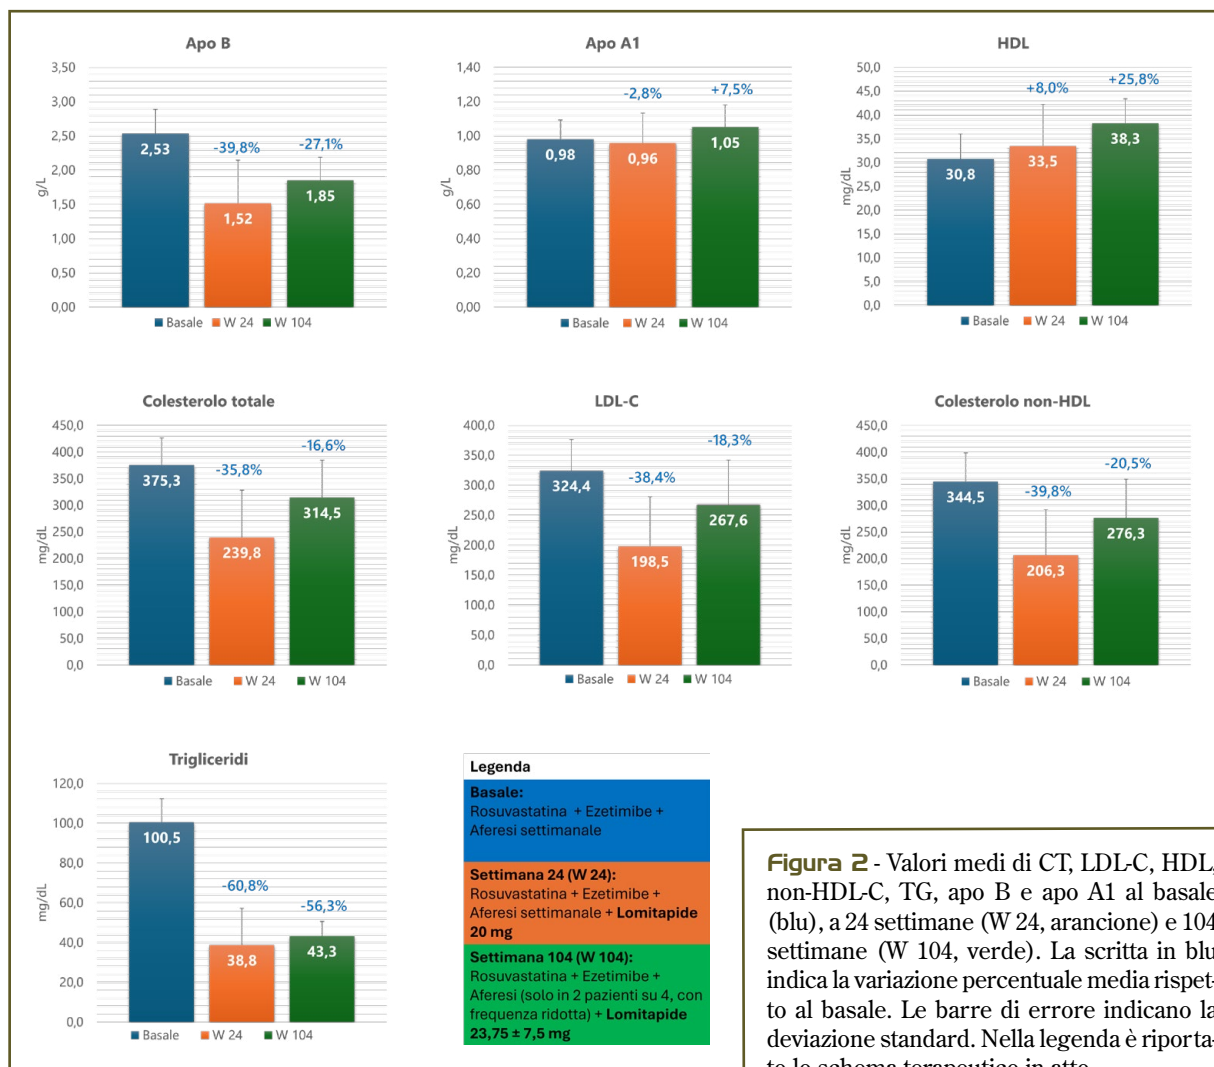 Apo B
3,50
3,00
2,50
2,00
1,50
1,00
0,50
0,00
g/L
2,53
-39,8%
1,52
-27,1%
1,85
Basale W 24 W 104
Apo A1
1,40
1,20
1,00
0,80
0,60
0,40
0,20
0,00
g/L
0,98
-2,8%
0,96
+7,5%
1,05
Basale W 24 W 104
HDL
50,0
45,0
40,0
35,0
30,0
25,0
20,0
15,0
10,0
5,0
0,0
mg/dL
30,8
+8,0%
33,5
+25,8%
38,3
Basale W 24 W 104
Colesterolo totale
450,0
400,0
350,0
300,0
250,0
200,0
150,0
100,0
50,0
0,0
mg/dL
375,3
-35,8%
239,8
-16,6%
314,5
Basale W 24 W 104
LDL-C
400,0
350,0
300,0
250,0
200,0
150,0
100,0
50,0
0,0
mg/dL
324,4
-38,4%
198,5
-18,3%
267,6
Basale W 24 W 104
Colesterolo non-HDL
450,0
400,0
350,0
300,0
250,0
200,0
150,0
100,0
50,0
0,0
mg/dL
344,5
-39,8%
206,3
-20,5%
276,3
Basale W 24 W 104
Trigliceridi
120,0
100,0
80,0
60,0
40,0
20,0
0,0
mg/dL
100,5
-60,8%
38,8
-56,3%
43,3
Basale W 24 W 104
Legenda
Basale:
Rosuvastatina + Ezetimibe +
Aferesi settimanale
Settimana 24 (W 24):
Rosuvastatina + Ezetimibe +
Aferesi settimanale + Lomitapide
20 mg
Settimana 104 (W 104):
Rosuvastatina + Ezetimibe +
Aferesi (solo in 2 pazienti su 4, con
frequenza ridotta) + Lomitapide
23,75 ± 7,5 mg
Figura 2 - Valori medi di CT, LDL-C, HDL,
non-HDL-C, TG, apo B e apo A1 al basale
(blu), a 24 settimane (W 24, arancione) e 104
settimane (W 104, verde). La scritta in blu
indica la variazione percentuale media rispet-
to al basale. Le barre di errore indicano la
deviazione standard. Nella legenda è riporta-
to lo schema terapeutico in atto